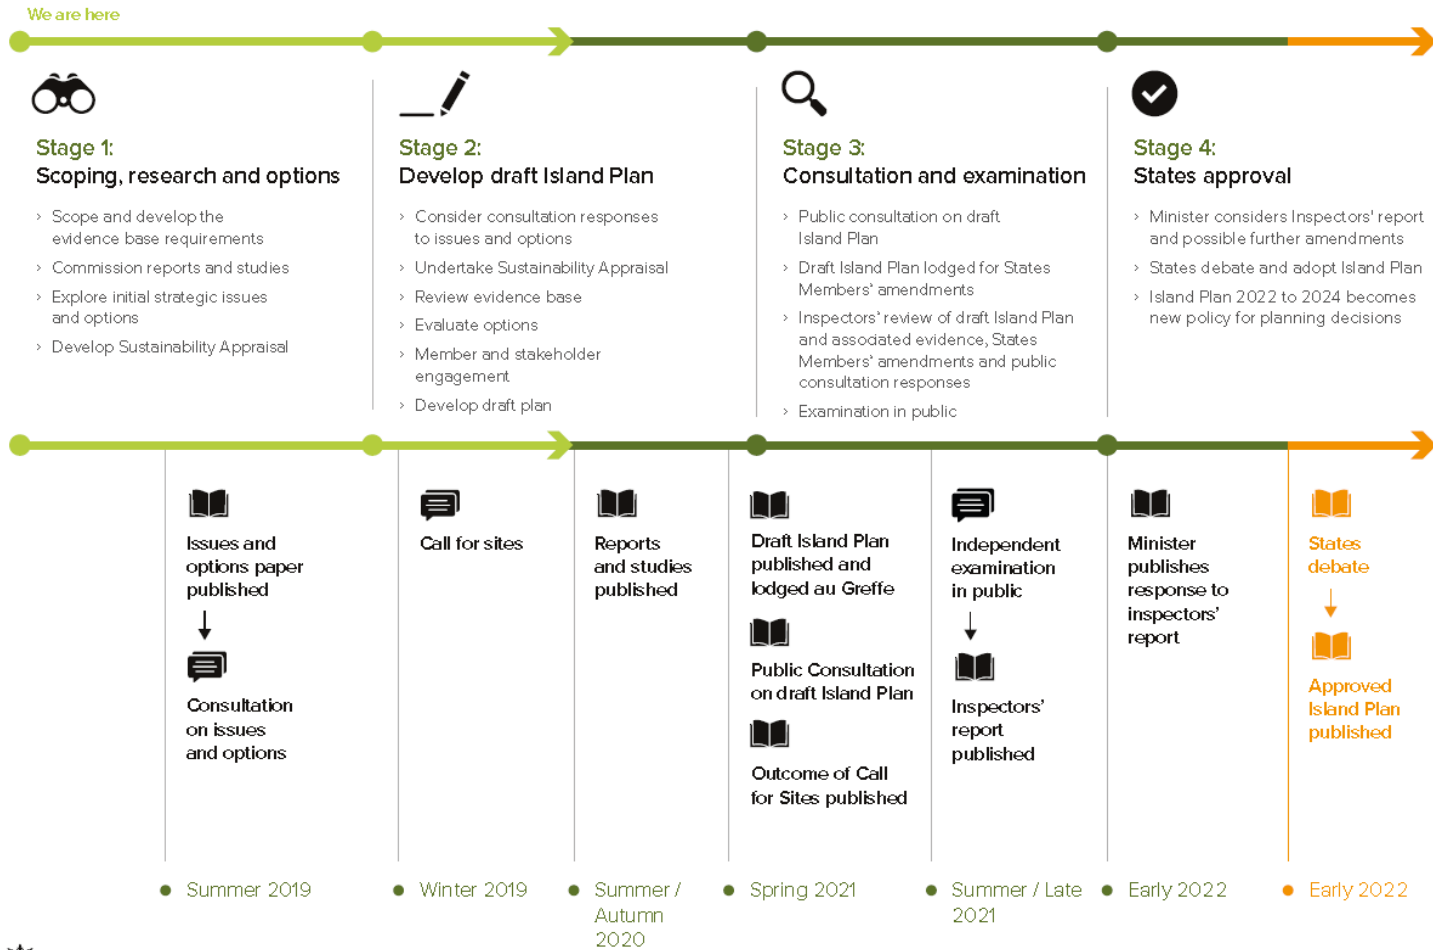 We are here
Stage 1:
Scoping, research and options
› Scope and develop the
evidence base requirements
› Commission reports and studies
› Explore initial strategic issues
and options
› Develop Sustainability Appraisal
Stage 2:
Develop draft Island Plan
› Consider consultation responses
to issues and options
› Undertake Sustainability Appraisal
› Review evidence base
› Evaluate options
› Member and stakeholder
engagement
› Develop draft plan
Stage 3:
Consultation and examination
› Public consultation on draft
Island Plan
› Draft Island Plan lodged for States
Members' amendments
› Inspectors' review of draft Island Plan
and associated evidence, States
Members' amendments and public
consultation responses
› Examination in public
Stage 4:
States approval
› Minister considers Inspectors' report
and possible further amendments
› States debate and adopt Island Plan
› Island Plan 2022 to 2024 becomes
new policy for planning decisions
Issues and
options paper
published
Consultation
on issues
and options
Summer 2019
Call for sites
Winter 2019
Reports
and studies
published
Summer /
Autumn
2020
Draft Island Plan
published and
lodged au Greffe
Public Consultation
on draft Island Plan
Outcome of Call
for Sites published
Spring 2021
Independent
examination
in public
Inspectors'
report
published
Summer / Late
2021
Minister
publishes
response to
inspectors'
report
Early 2022
States
debate
Approved
Island Plan
published
Early 2022